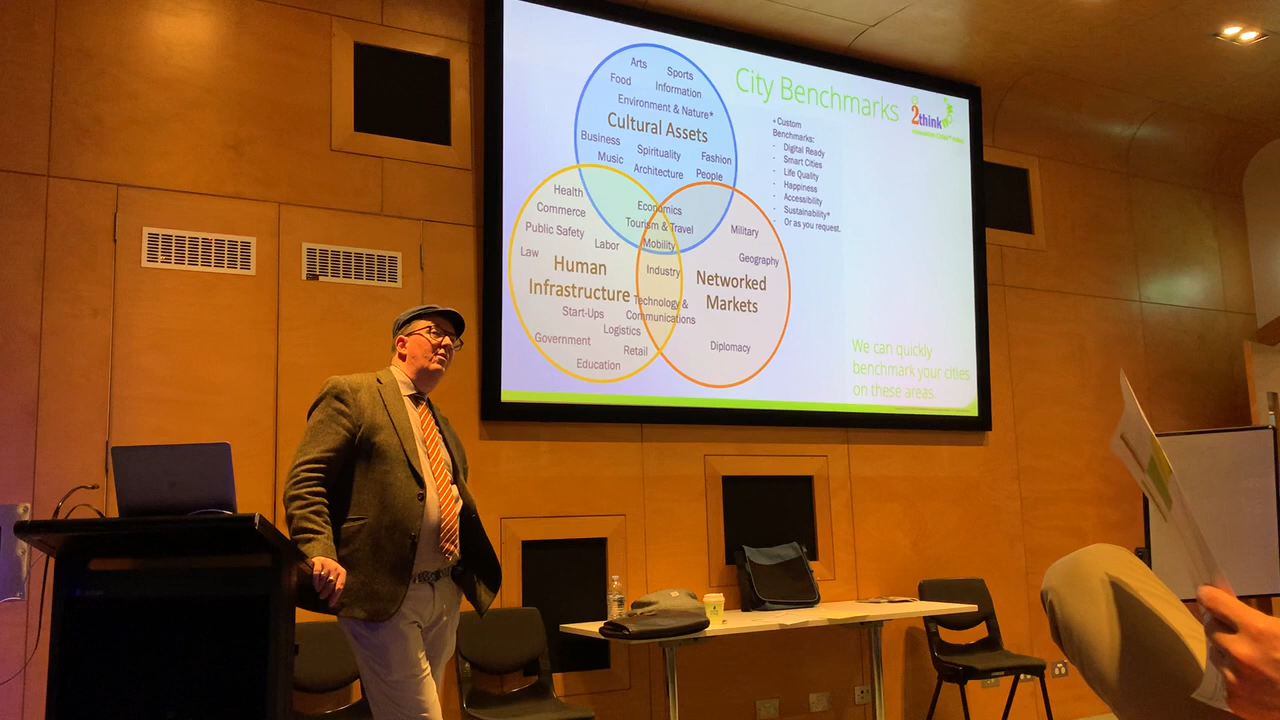 City Benchmarks
2think
Arts
Sports
Food
Information
Environment & Nature*
Cultural Assets
Business
Spirituality
Fashion
Music
Architecture
People
Health
Economics
Commerce
Tourism & Travel
Public Safety
Labor
Mobility
Law
Human
Infrastructure
Industry
Technology &
Communications
Start-Ups
Logistics
Government
Retail
Education
Military
Geography
Networked
Markets
Diplomacy
Custom
Benchmarks:
- Digital Ready
- Smart Cities
- Life Quality
- Happiness
- Accessibility
- Sustainability*
- Or as you request.
We can quickly
benchmark your cities
on these areas.